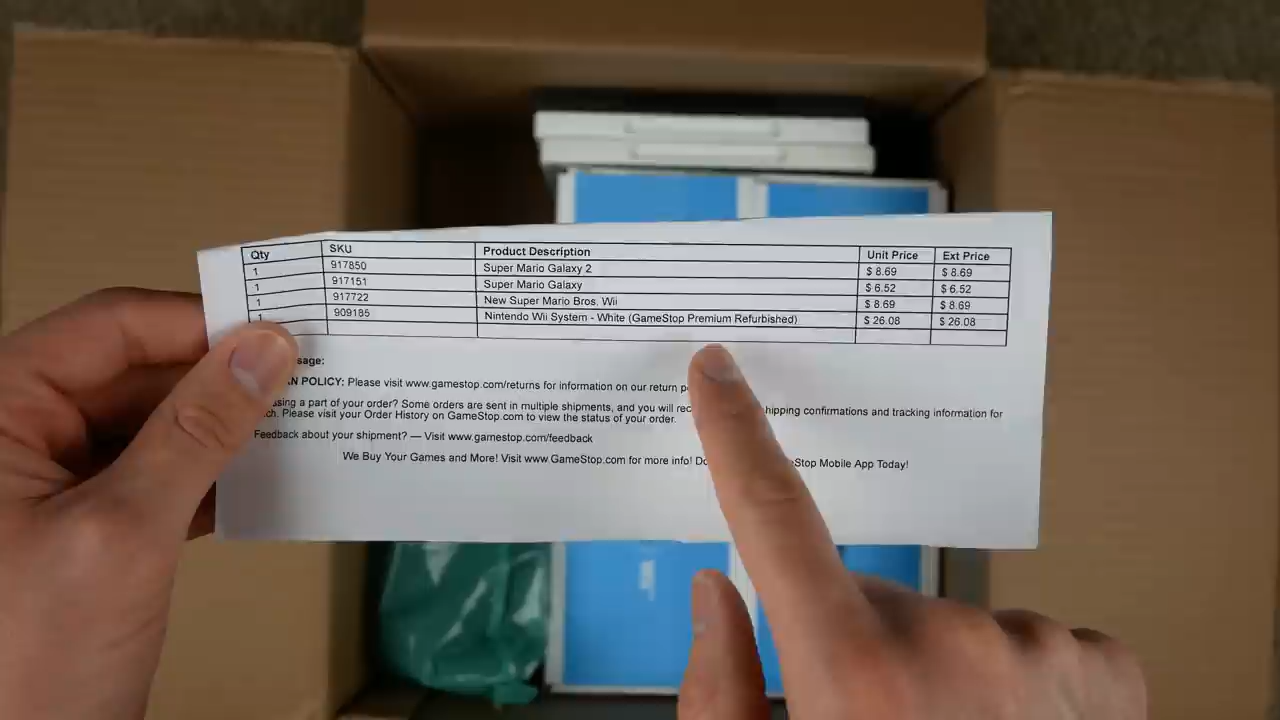 Qty SKU Product Description Unit Price Ext Price
1 917850 Super Mario Galaxy 2 $ 8.69 $ 8.69
1 917151 Super Mario Galaxy $ 6.52 $ 6.52
1 917722 New Super Mario Bros. Wii $ 8.69 $ 8.69
1 909185 Nintendo Wii System - White (GameStop Premium Refurbished) $ 26.08 $ 26.08
sage:
N POLICY: Please visit www.gamestop.com/returns for information on our return p
sing a part of your order? Some orders are sent in multiple shipments, and you will rec hipping confirmations and tracking information for
ch. Please visit your Order History on GameStop.com to view the status of your order.
Feedback about your shipment? — Visit www.gamestop.com/feedback
We Buy Your Games and More! Visit www.GameStop.com for more info! Do eStop Mobile App Today!